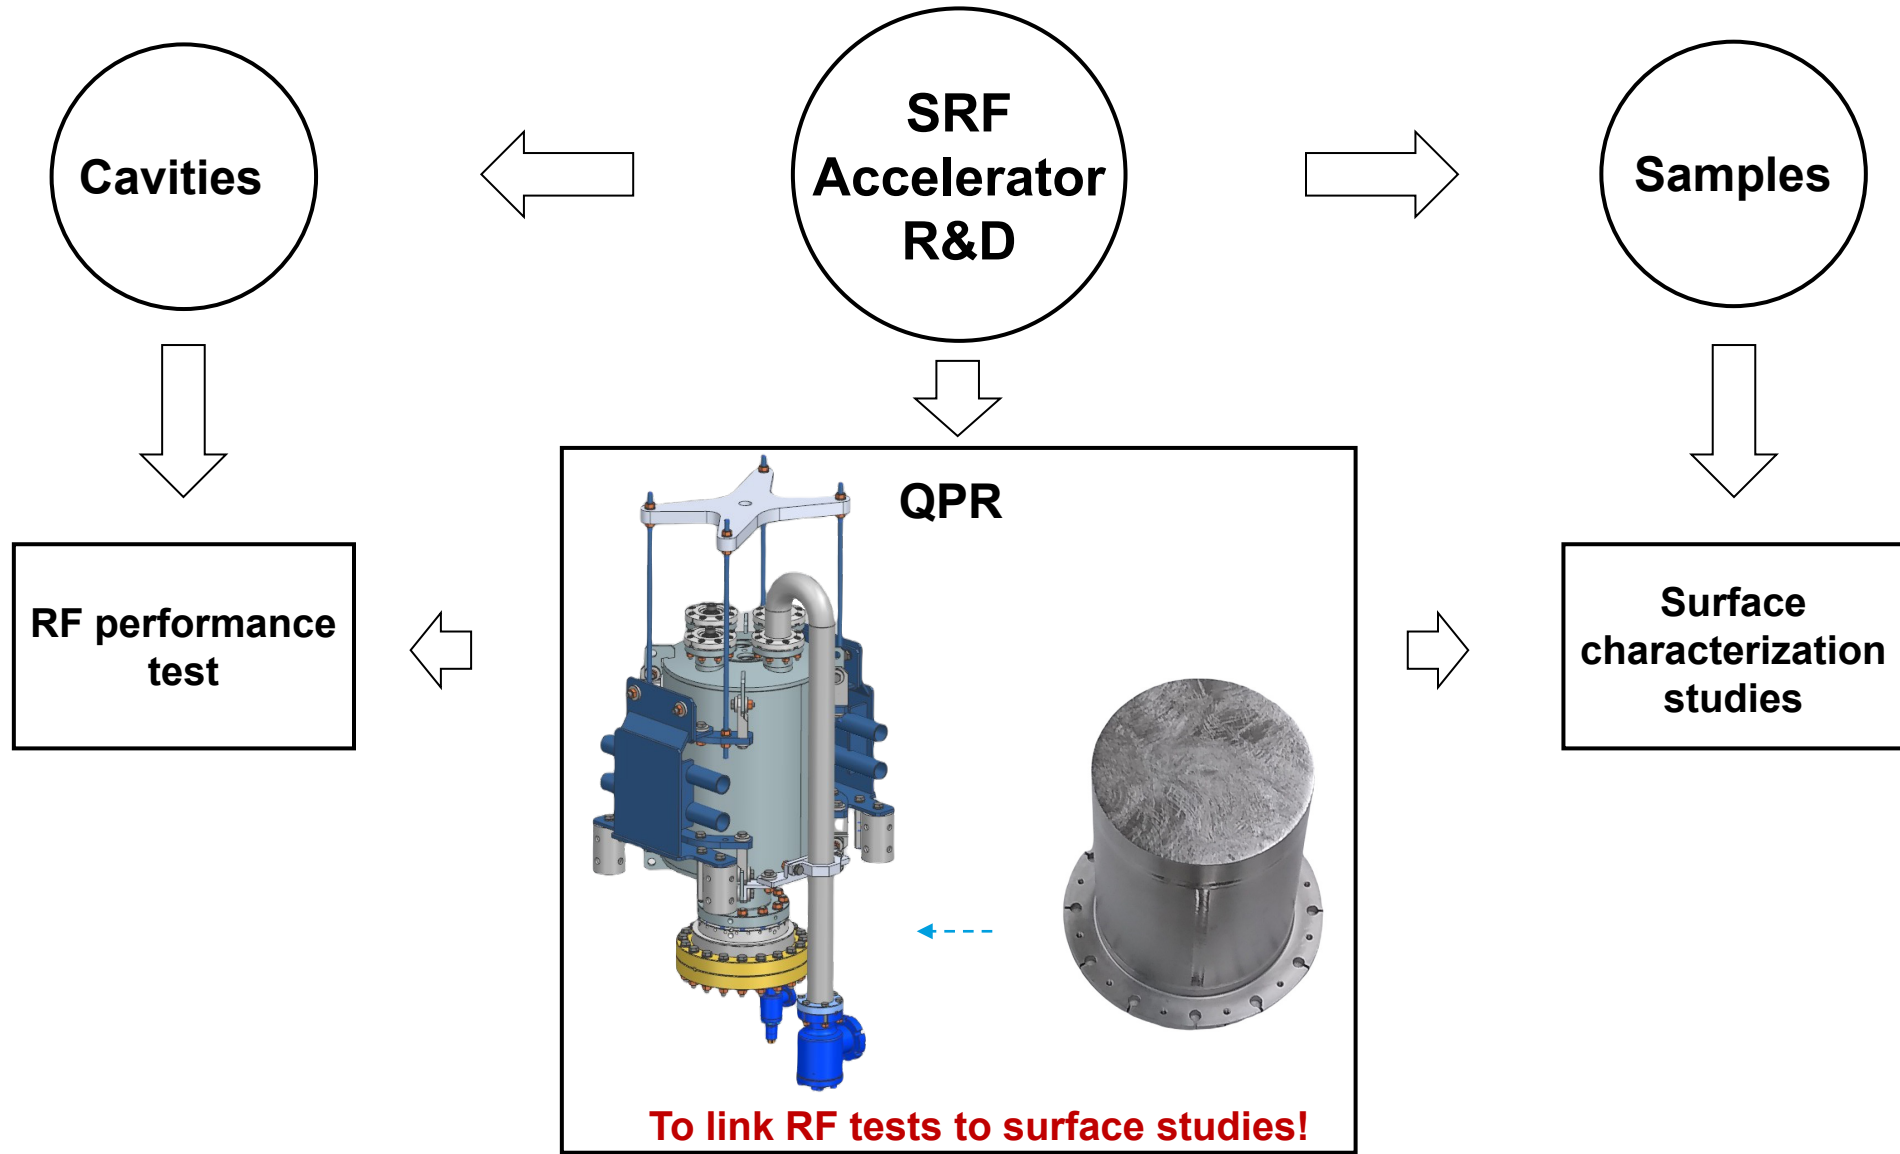 Cavities
SRF
Accelerator
R&D
Samples
QPR
RF performance
test
Surface
characterization
studies
To link RF tests to surface studies!